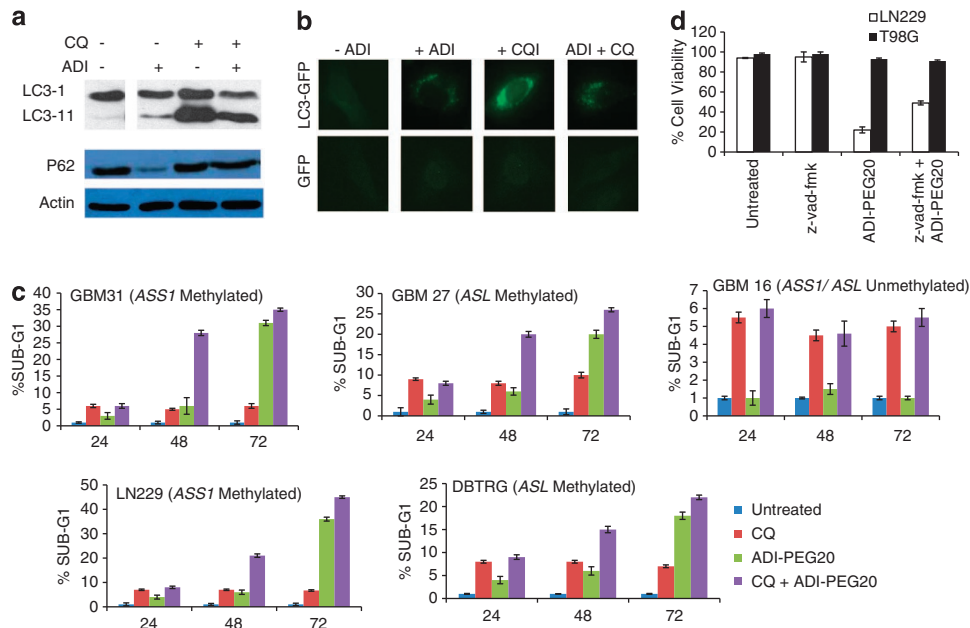 a
CQ - - + +
ADI - + - +
LC3-1
LC3-11
P62
Actin
b
- ADI
+ ADI
+ CQI
ADI + CQ
LC3-GFP
GFP
d
LN229
T98G
% Cell Viability
120
100
80
60
40
20
0
Untreated
z-vad-fmk
ADI-PEG20
z-vad-fmk +
ADI-PEG20
c
GBM31 (ASS1 Methylated)
%SUB-G1
40
35
30
25
20
15
10
5
0
24 48 72
GBM 27 (ASL Methylated)
% SUB-G1
30
25
20
15
10
5
0
24 48 72
GBM 16 (ASS1/ ASL Unmethylated)
% SUB-G1
7
6
5
4
3
2
1
0
24 48 72
LN229 (ASS1 Methylated)
% SUB-G1
50
40
30
20
10
0
24 48 72
DBTRG (ASL Methylated)
% SUB-G1
25
20
15
10
5
0
24 48 72
Untreated
CQ
ADI-PEG20
CQ + ADI-PEG20